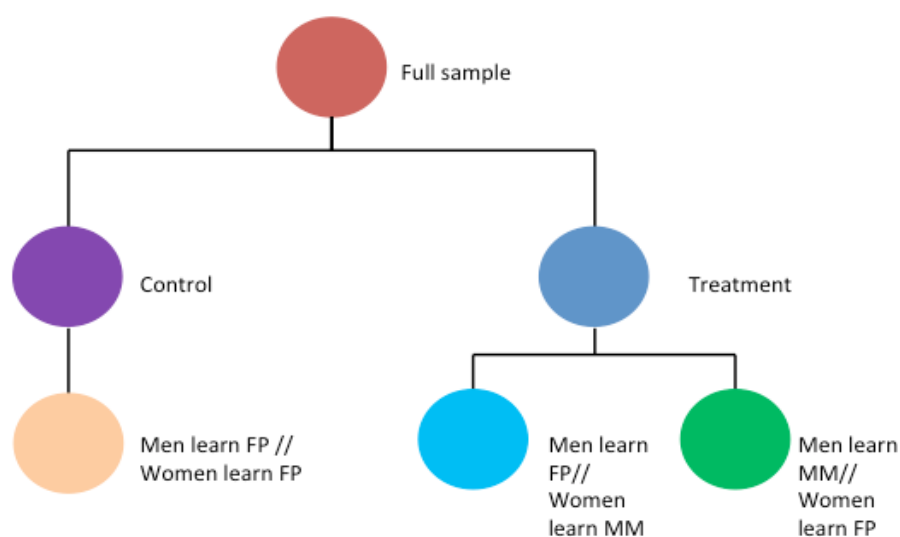 Full sample
Control
Treatment
Men learn FP //
Women learn FP
Men learn
FP//
Women
learn MM
Men learn
MM//
Women
learn FP